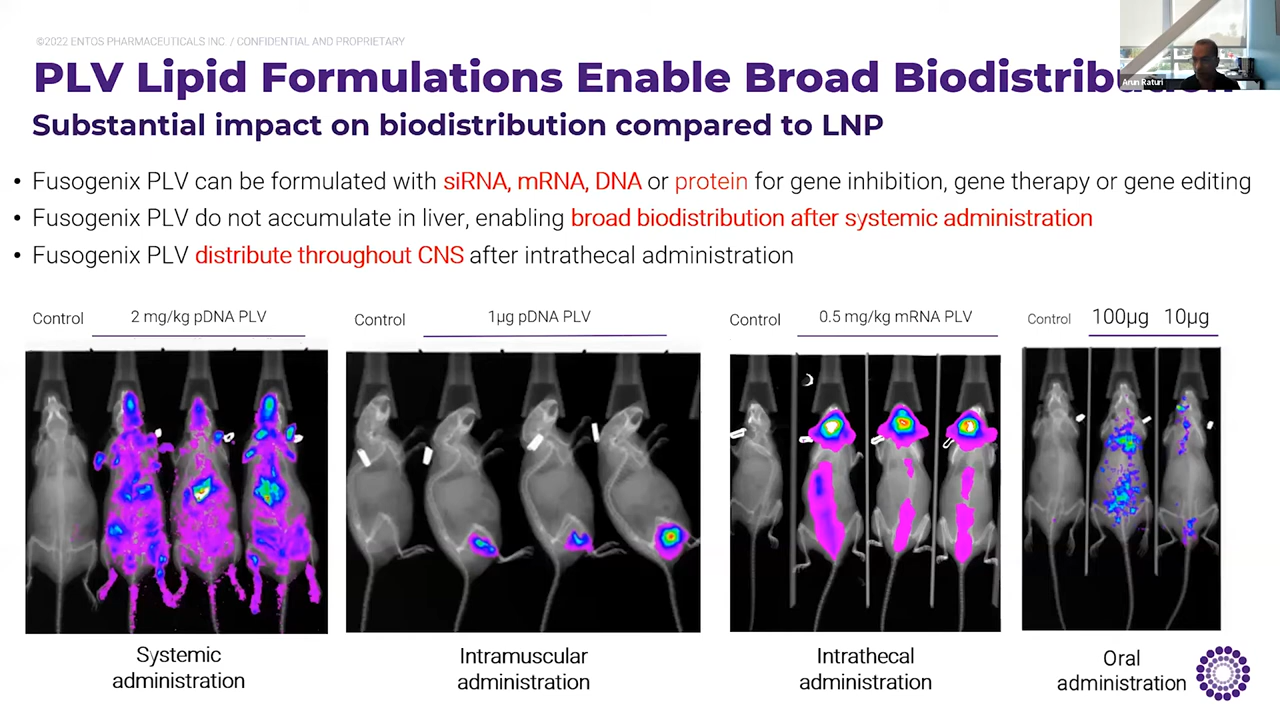 ©2022 ENTOS PHARMACEUTICALS INC. / CONFIDENTIAL AND PROPRIETARY
PLV Lipid Formulations Enable Broad
Arun Raturi
Substantial impact on biodistribution compared to LNP
• Fusogenix PLV can be formulated with siRNA, mRNA, DNA or protein for gene inhibition, gene therapy or gene editing
• Fusogenix PLV do not accumulate in liver, enabling broad biodistribution after systemic administration
• Fusogenix PLV distribute throughout CNS after intrathecal administration
Control 2 mg/kg pDNA PLV
Control 1µg pDNA PLV
Control 0.5 mg/kg mRNA PLV
Control 100µg 10µg
Systemic
administration
Intramuscular
administration
Intrathecal
administration
Oral
administration